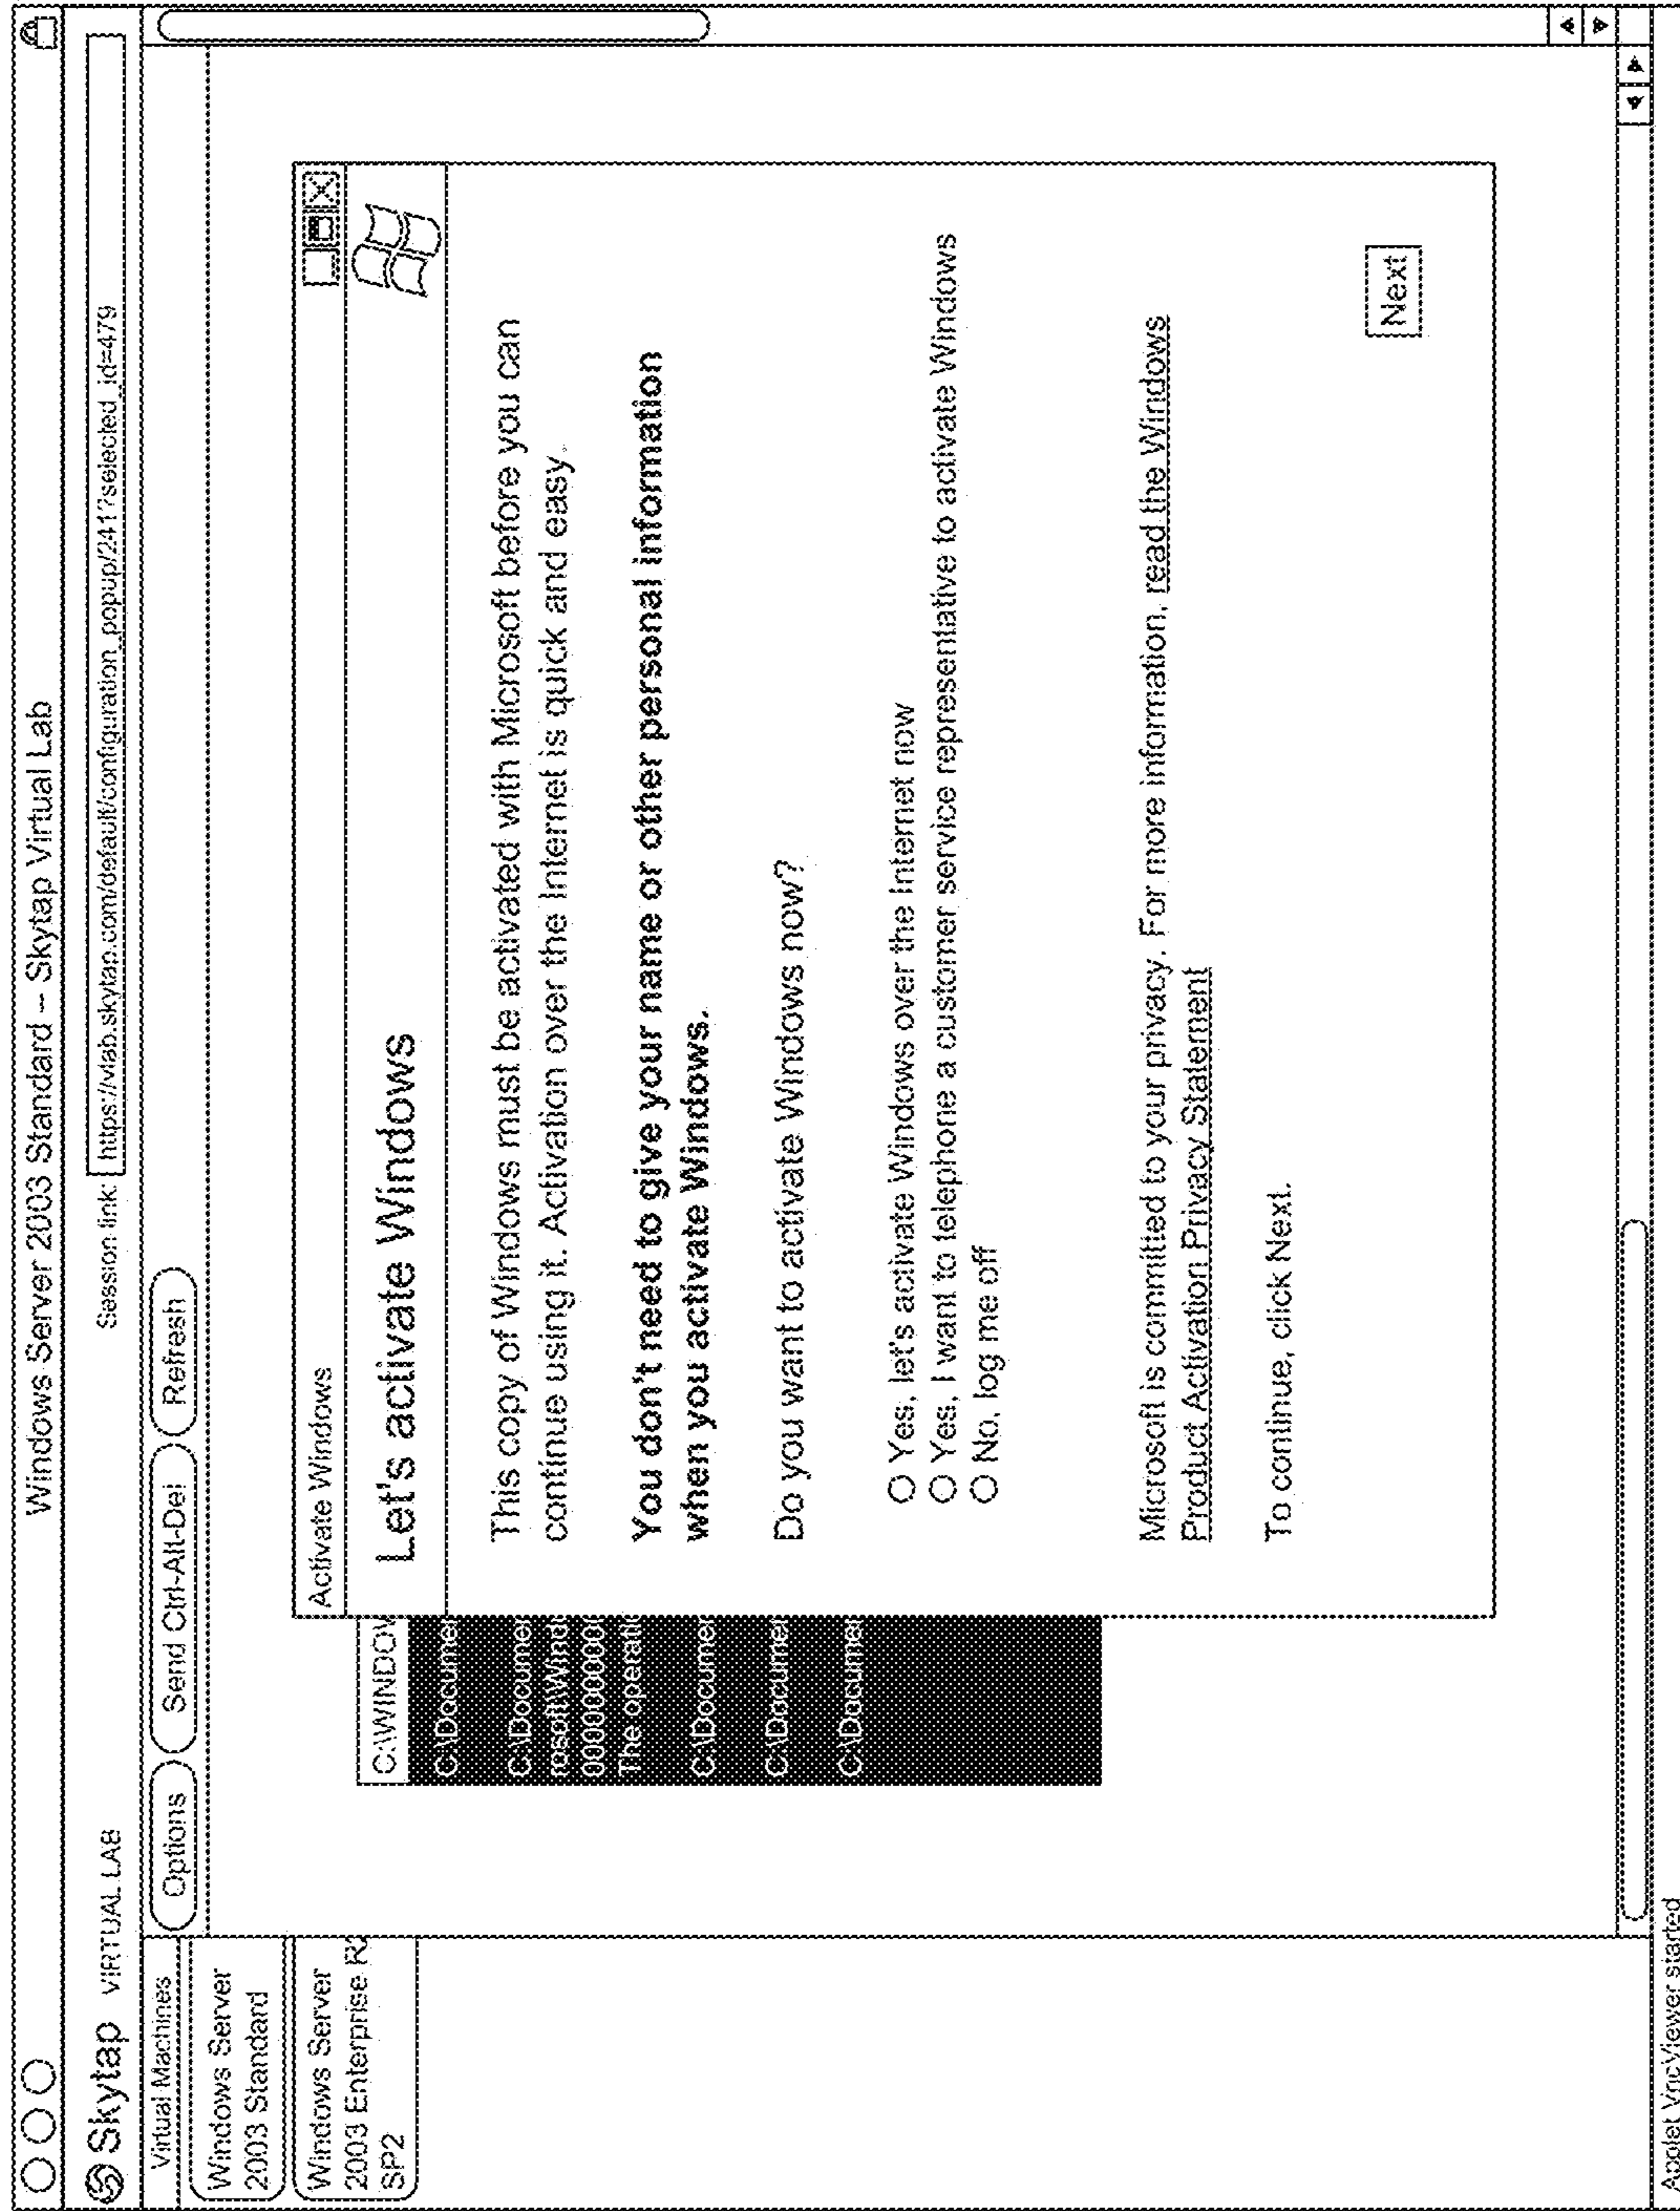 Windows Server 2003 Standard – Skytap Virtual Lab
Skytap VIRTUAL LAB
Session link: https://vlab.skytap.com/default/configuration_popup/241?selected_id=479
Virtual Machines
Options
Send Ctrl-Alt-Del
Refresh
Windows Server
2003 Standard
Windows Server
2003 Enterprise R2
SP2
C:\WINDOW
C:\Documer
C:\Documer
rosoft\Wind
The operati
C:\Documer
C:\Documer
C:\Documer
Activate Windows
Let's activate Windows
This copy of Windows must be activated with Microsoft before you can
continue using it. Activation over the Internet is quick and easy.
You don't need to give your name or other personal information
when you activate Windows.
Do you want to activate Windows now?
Yes, let's activate Windows over the Internet now
Yes, I want to telephone a customer service representative to activate Windows
No, log me off
Microsoft is committed to your privacy. For more information, read the Windows
Product Activation Privacy Statement
To continue, click Next.
Next
Applet VncViewer started